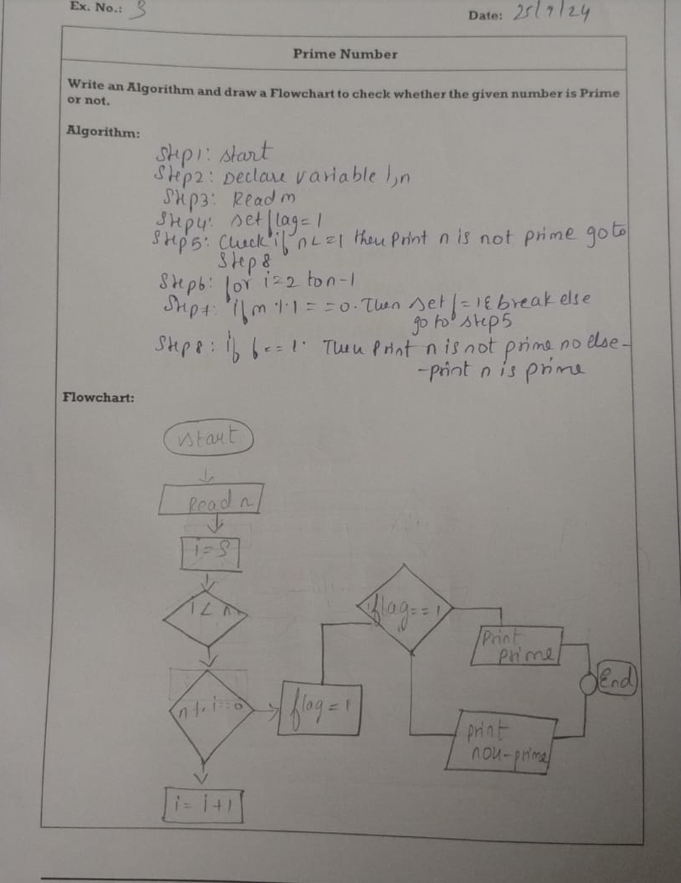 Ex. No.: 3
Date: 25/9/24
Prime Number
Write an Algorithm and draw a Flowchart to check whether the given number is Prime
or not.
Algorithm:
Step1: start
Step2: Declare variable i,n
Step3: Read n
Step4: set flag=1
Step5: Check if n<=1 then print n is not prime go to
Step8
Step6: for i=2 to n-1
Step7: if n % i ==0. Then set f=1 & break else
go to step5
Step8: if f==1. Then print n is not prime no else-
-print n is prime
Flowchart:
start
Read n
i=2
i < n
n % i==0
flag = 1
i = i+1
flag==1
print
prime
print
non-prime
End